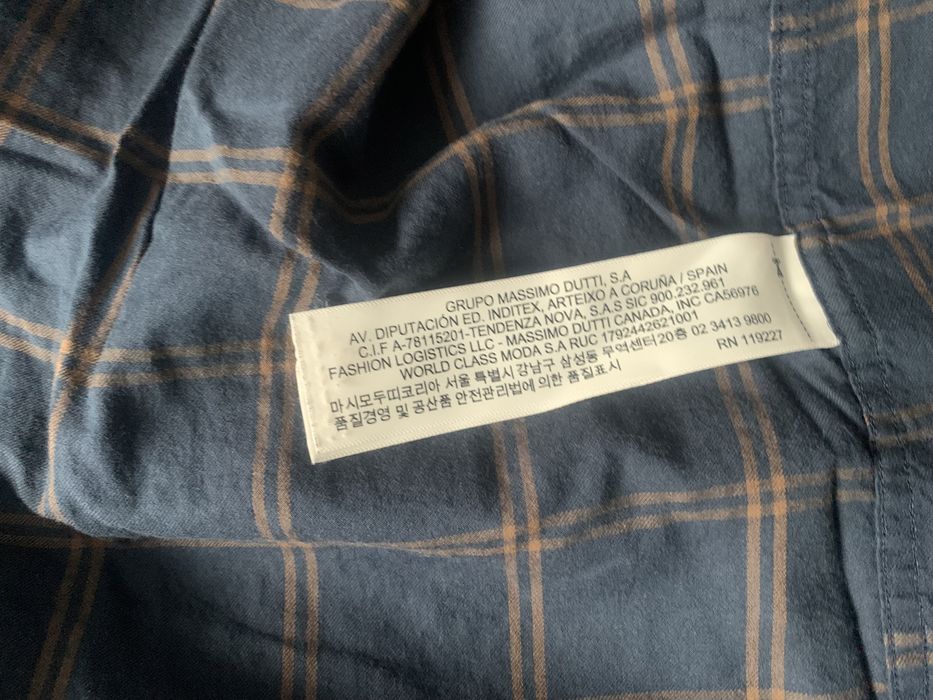 GRUPO MASSIMO DUTTI, S.A
AV. DIPUTACIÓN ED. INDITEX, ARTEIXO A CORUÑA / SPAIN
C.I.F A-78115201-TENDENZA NOVA, S.A.S SIC 900.232.961
FASHION LOGISTICS LLC - MASSIMO DUTTI CANADA, INC CA56976
WORLD CLASS MODA S.A RUC 1792442621001
마시모두띠코리아 서울 특별시 강남구 삼성동 무역센터20층 02 3413 9800
품질경영 및 공산품 안전관리법에 의한 품질표시
RN 119227